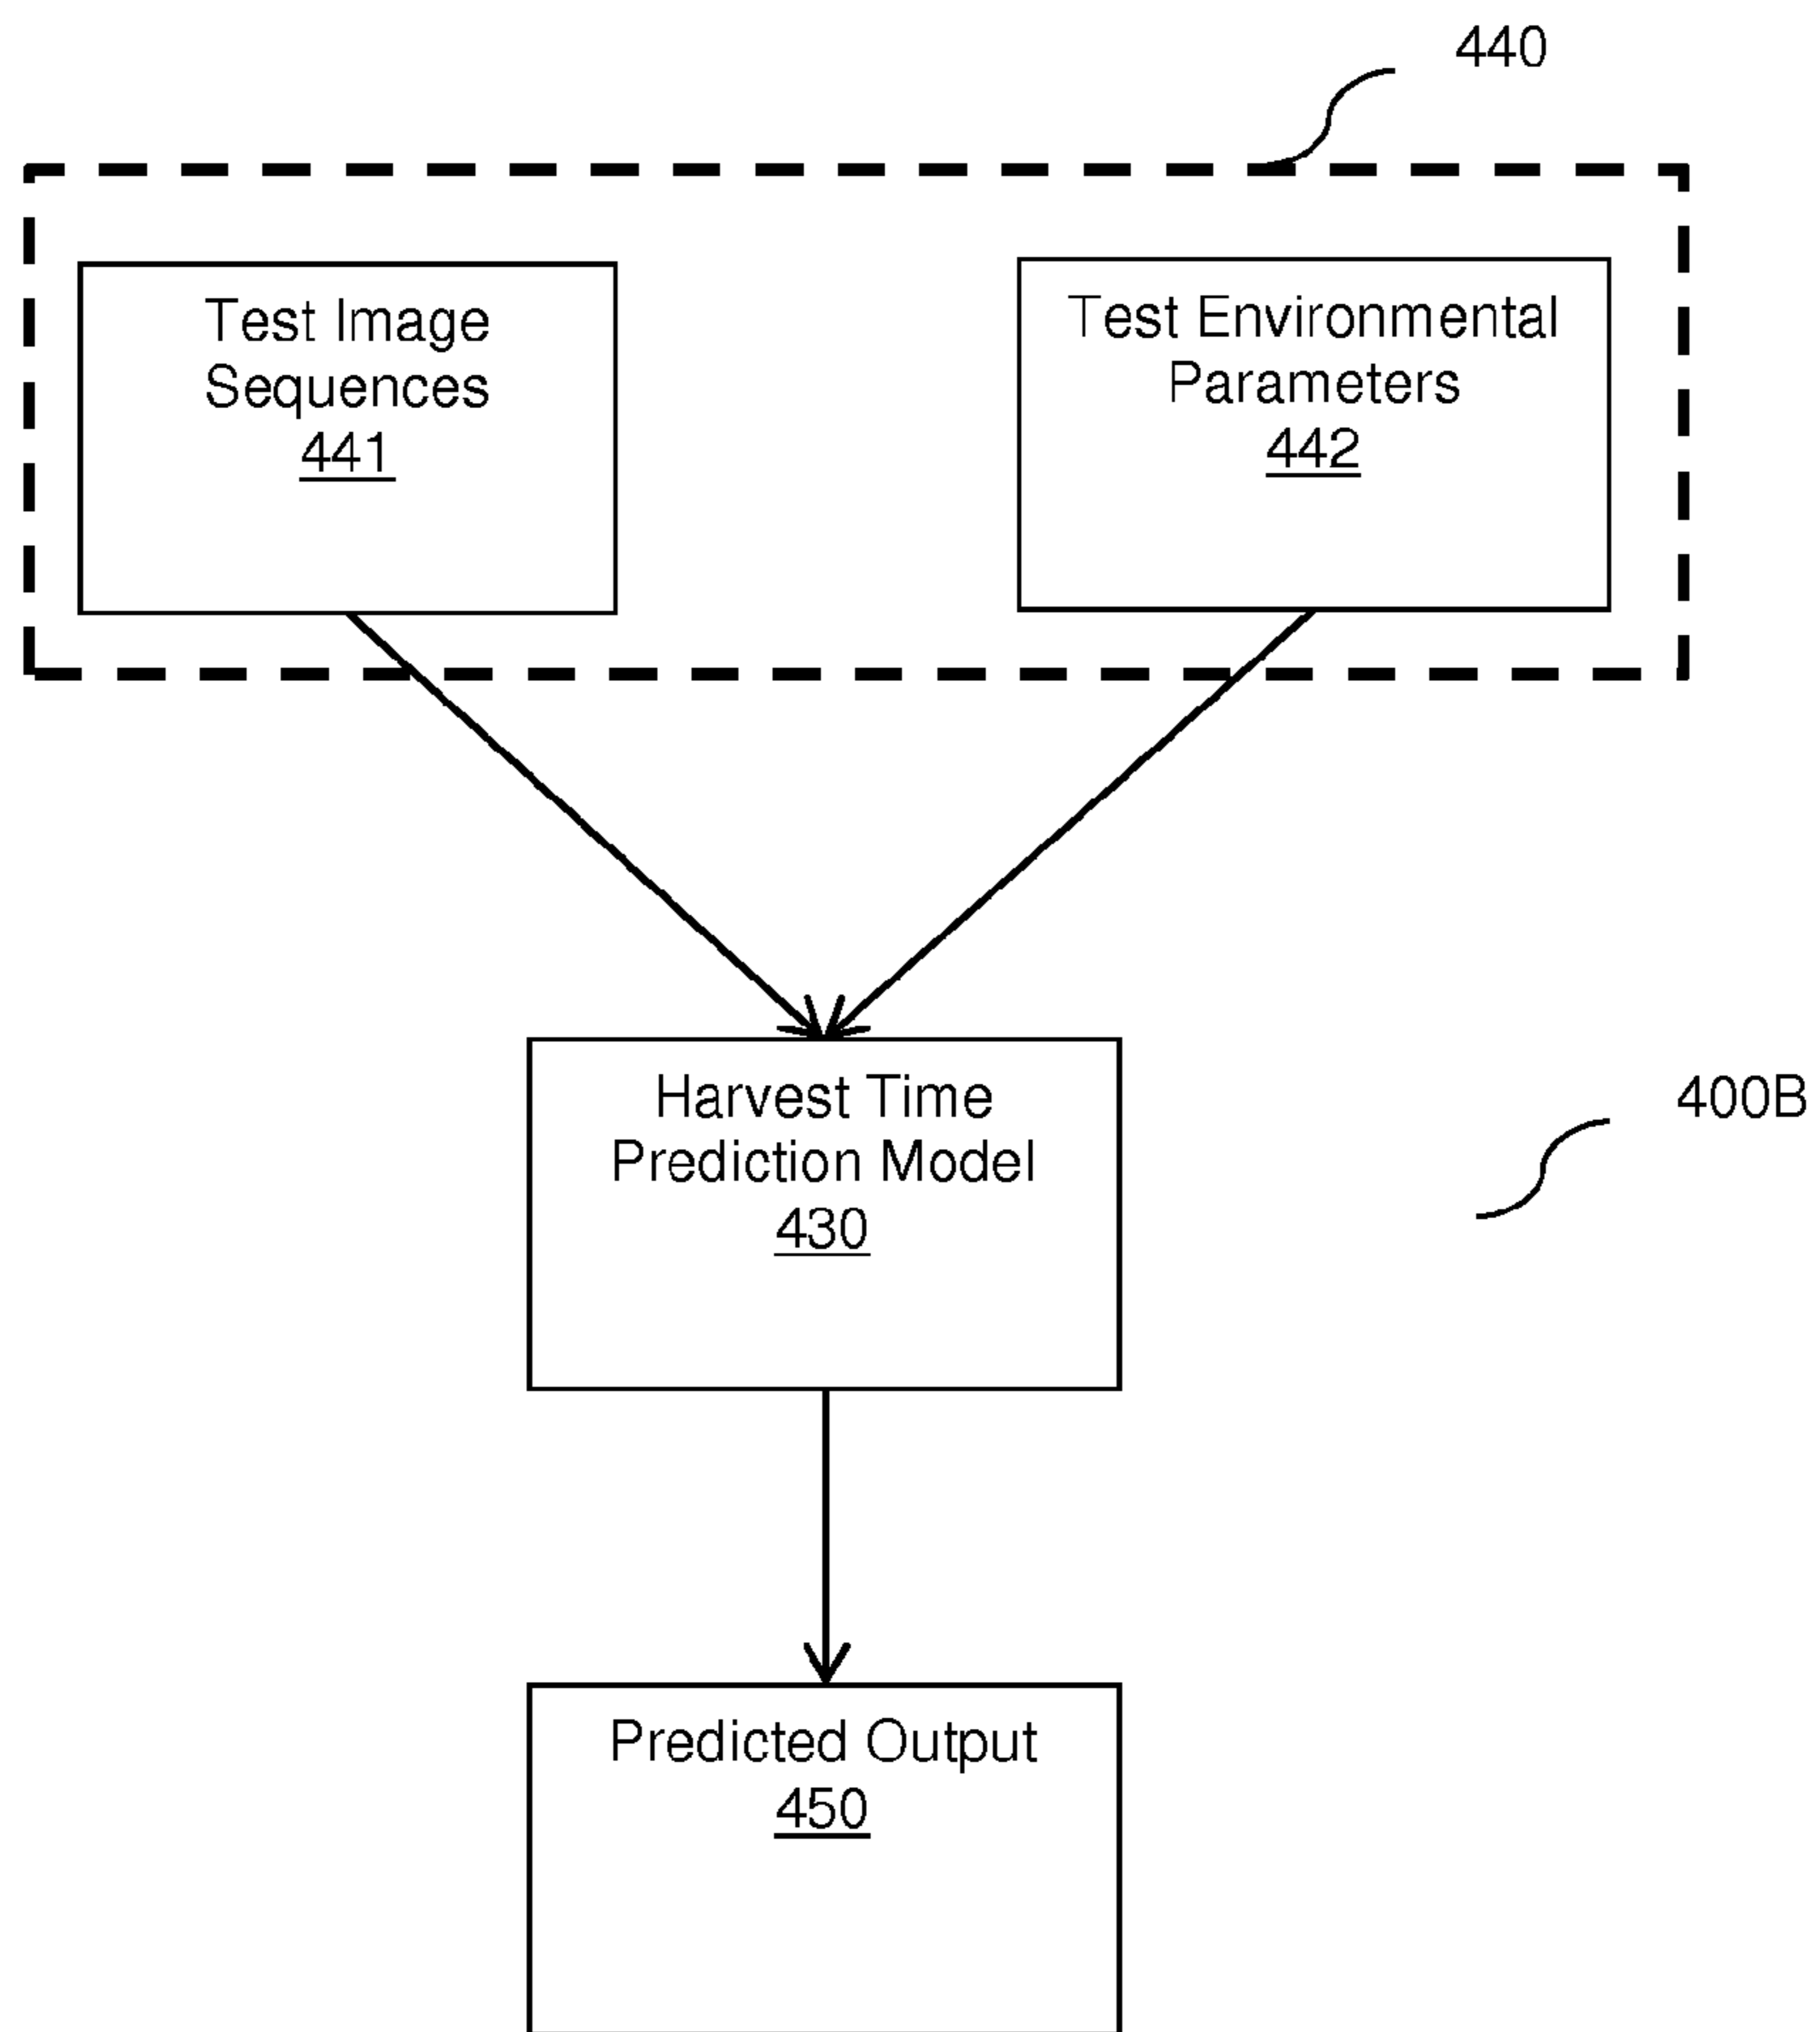 440
Test Image
Sequences
441
Test Environmental
Parameters
442
Harvest Time
Prediction Model
430
400B
Predicted Output
450